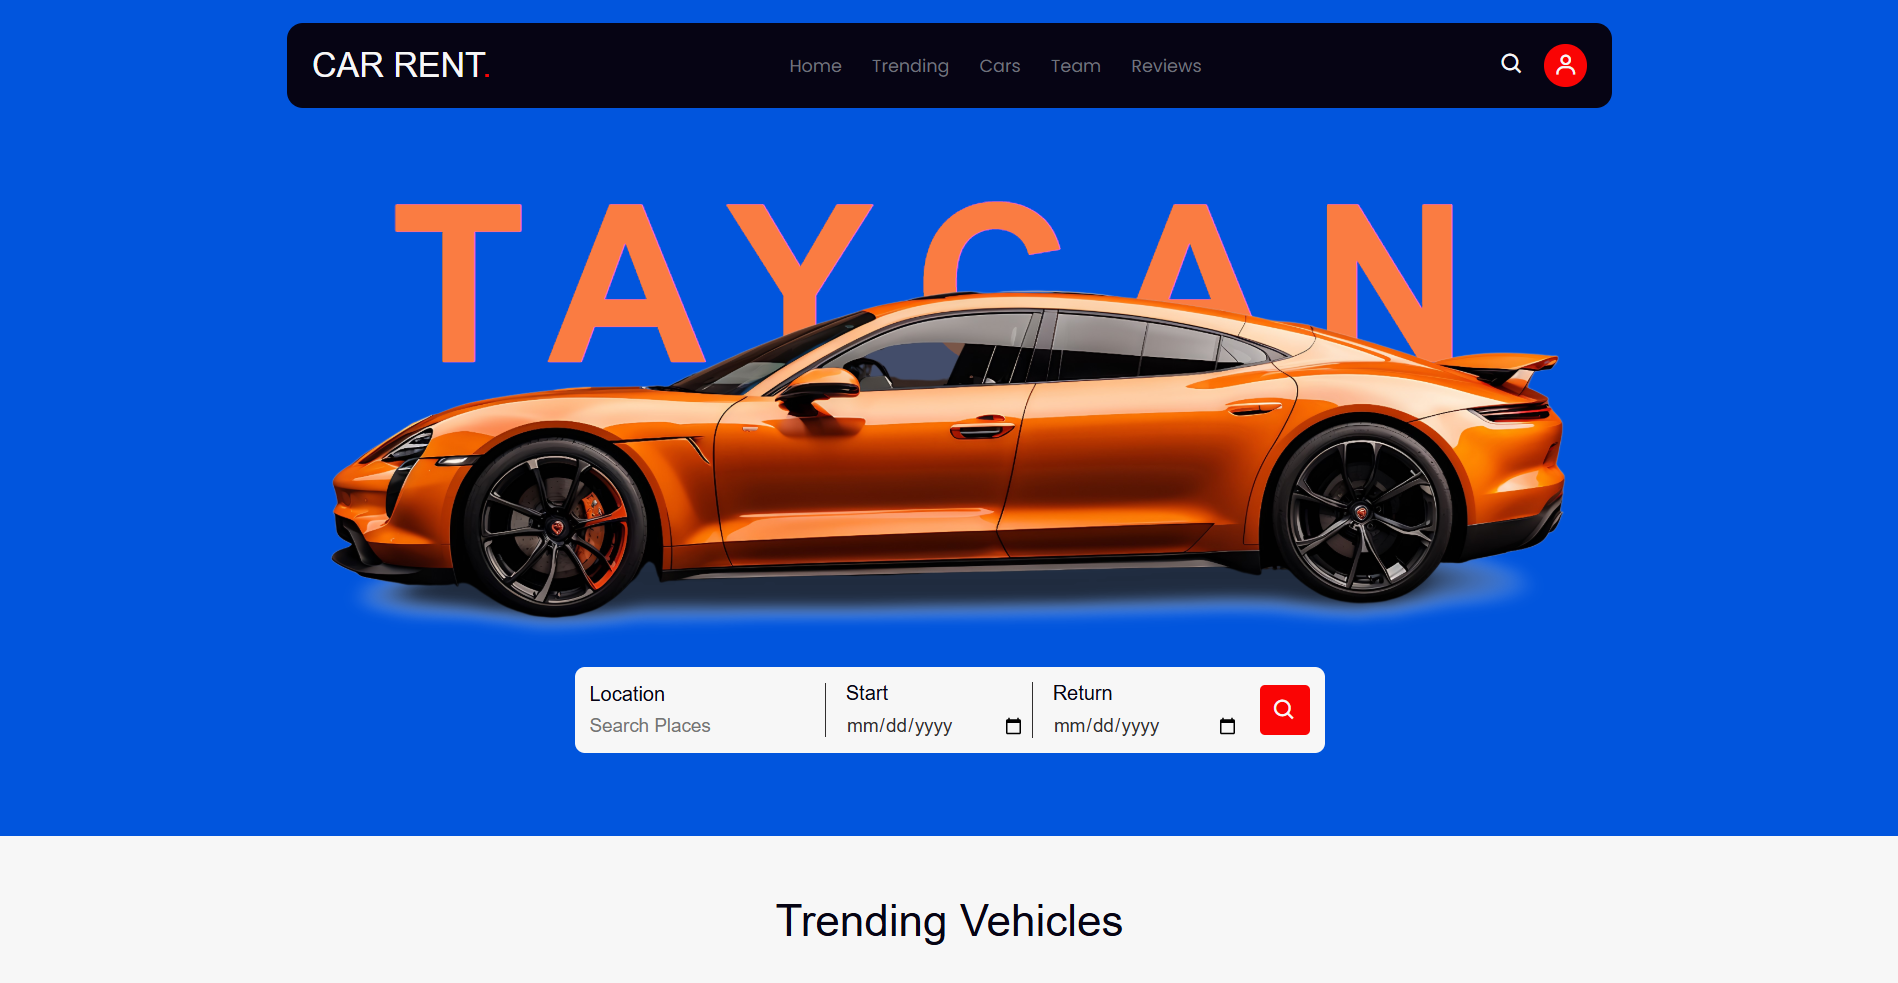 CAR RENT.
Home Trending Cars Team Reviews
TAYCAN
Location Start Return
Search Places mm/dd/yyyy mm/dd/yyyy
Trending Vehicles